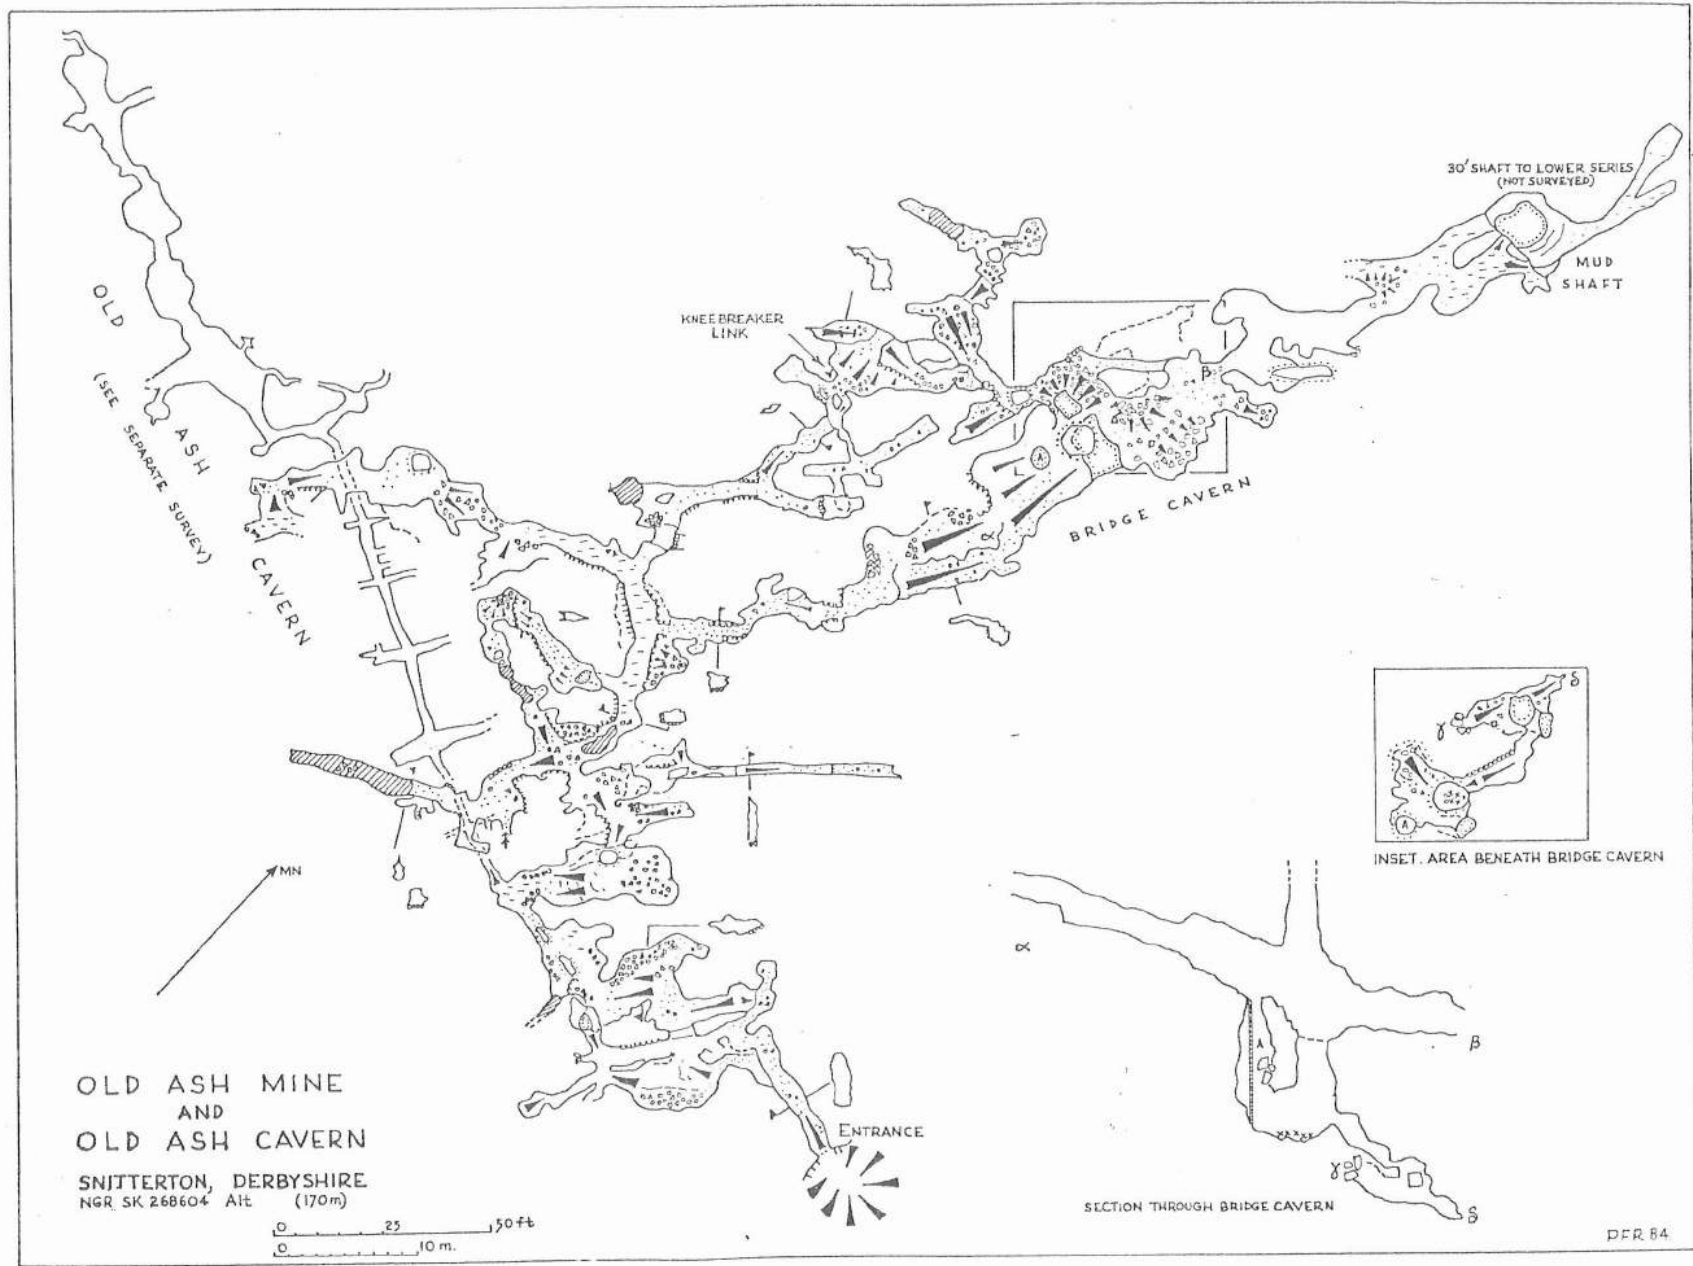 30' SHAFT TO LOWER SERIES
(NOT SURVEYED)
MUD
SHAFT
KNEEBREAKER
LINK
OLD ASH CAVERN
(SEE SEPARATE SURVEY)
β
A
L
α
BRIDGE CAVERN
A
MN
δ
γ
A
INSET. AREA BENEATH BRIDGE CAVERN
α
A
β
γ
δ
SECTION THROUGH BRIDGE CAVERN
ENTRANCE
OLD ASH MINE
AND
OLD ASH CAVERN
SNITTERTON, DERBYSHIRE
NGR SK 268604 Alt (170m)
0 25 50ft
0 10 m.
PFR 84